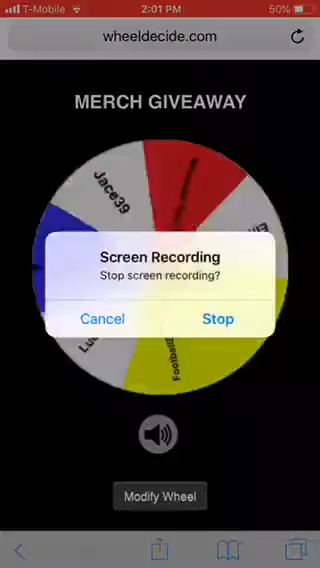 T-Mobile 2:01 PM 50%
wheeldecide.com
MERCH GIVEAWAY
Jace39
Screen Recording
Stop screen recording?
Cancel Stop
Football
Modify Wheel